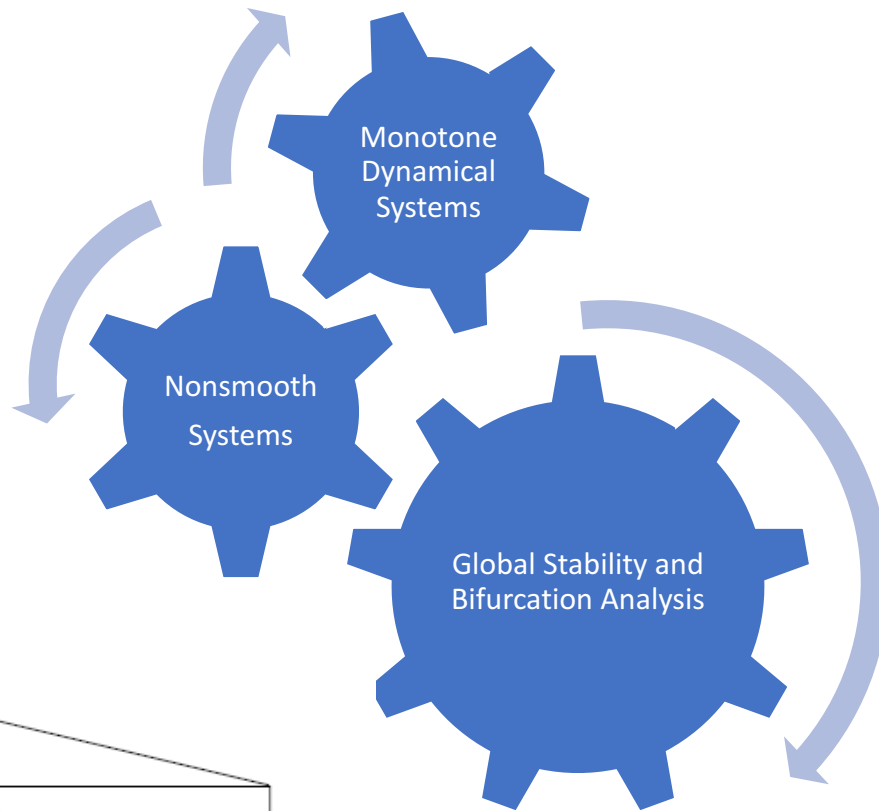 Monotone
Dynamical
Systems
Nonsmooth
Systems
Global Stability and
Bifurcation Analysis